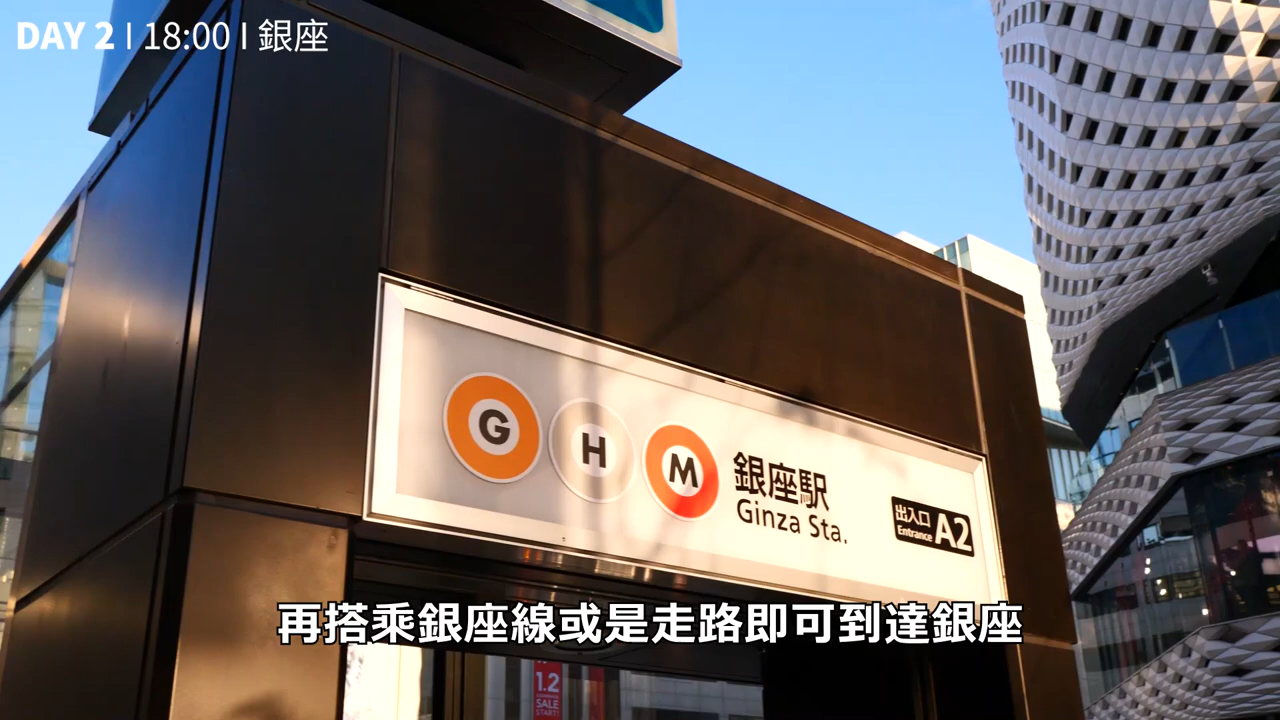 DAY 2 | 18:00 | 銀座
G H M 銀座駅
Ginza Sta.
出入口
Entrance A2
再搭乘銀座線或是走路即可到達銀座
1.2
SALE
START!